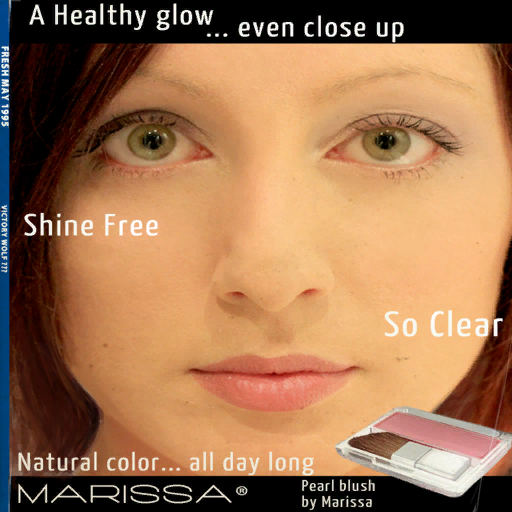 A Healthy glow
... even close up
FRESH MAY 1995
VICTORY WOLF ???
Shine Free
So Clear
Natural color... all day long
MARISSA®
Pearl blush
by Marissa